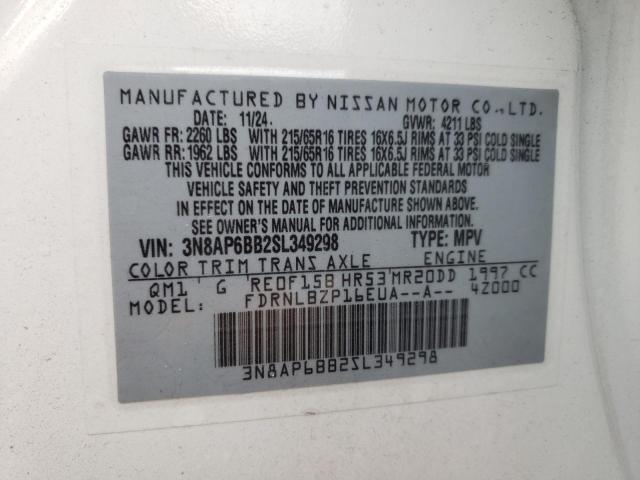 MANUFACTURED BY NISSAN MOTOR CO., LTD.
DATE: 11/24. GVWR: 4211 LBS
GAWR FR: 2260 LBS WITH 215/65R16 TIRES 16X6.5J RIMS AT 33 PSI COLD SINGLE
GAWR RR: 1962 LBS WITH 215/65R16 TIRES 16X6.5J RIMS AT 33 PSI COLD SINGLE
THIS VEHICLE CONFORMS TO ALL APPLICABLE FEDERAL MOTOR
VEHICLE SAFETY AND THEFT PREVENTION STANDARDS
IN EFFECT ON THE DATE OF MANUFACTURE SHOWN ABOVE.
SEE OWNER'S MANUAL FOR ADDITIONAL INFORMATION.
VIN: 3N8AP6BB2SL349298 TYPE: MPV
COLOR TRIM TRANS AXLE ENGINE
QM1 G RE0F15B HR53 MR20DD 1997 CC
FDRNLBZP16EUA--A-- 4Z000
3N8AP6BB2SL349298